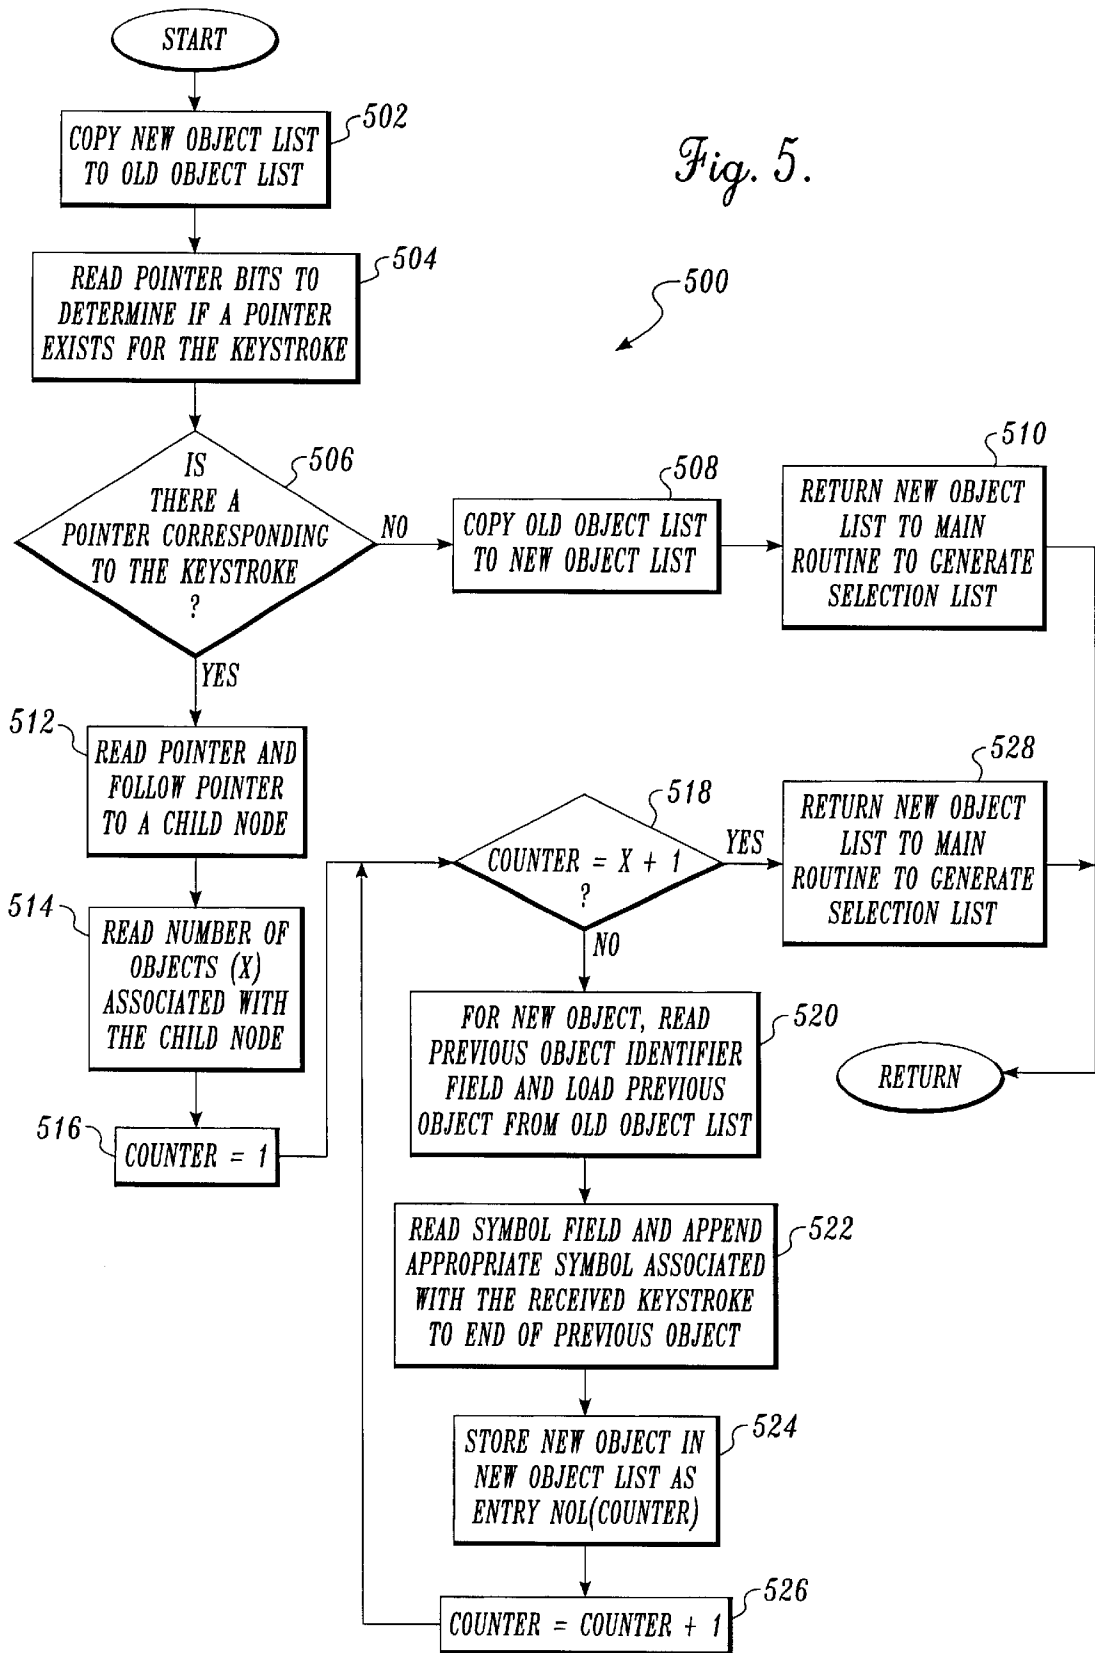 START
502
COPY NEW OBJECT LIST
TO OLD OBJECT LIST
Fig. 5.
504
READ POINTER BITS TO
DETERMINE IF A POINTER
EXISTS FOR THE KEYSTROKE
500
506
IS
THERE A
POINTER CORRESPONDING
TO THE KEYSTROKE
?
NO
508
COPY OLD OBJECT LIST
TO NEW OBJECT LIST
510
RETURN NEW OBJECT
LIST TO MAIN
ROUTINE TO GENERATE
SELECTION LIST
YES
512
READ POINTER AND
FOLLOW POINTER
TO A CHILD NODE
514
READ NUMBER OF
OBJECTS (X)
ASSOCIATED WITH
THE CHILD NODE
516
COUNTER = 1
518
COUNTER = X + 1
?
YES
528
RETURN NEW OBJECT
LIST TO MAIN
ROUTINE TO GENERATE
SELECTION LIST
NO
520
FOR NEW OBJECT, READ
PREVIOUS OBJECT IDENTIFIER
FIELD AND LOAD PREVIOUS
OBJECT FROM OLD OBJECT LIST
RETURN
522
READ SYMBOL FIELD AND APPEND
APPROPRIATE SYMBOL ASSOCIATED
WITH THE RECEIVED KEYSTROKE
TO END OF PREVIOUS OBJECT
524
STORE NEW OBJECT IN
NEW OBJECT LIST AS
ENTRY NOL(COUNTER)
526
COUNTER = COUNTER + 1